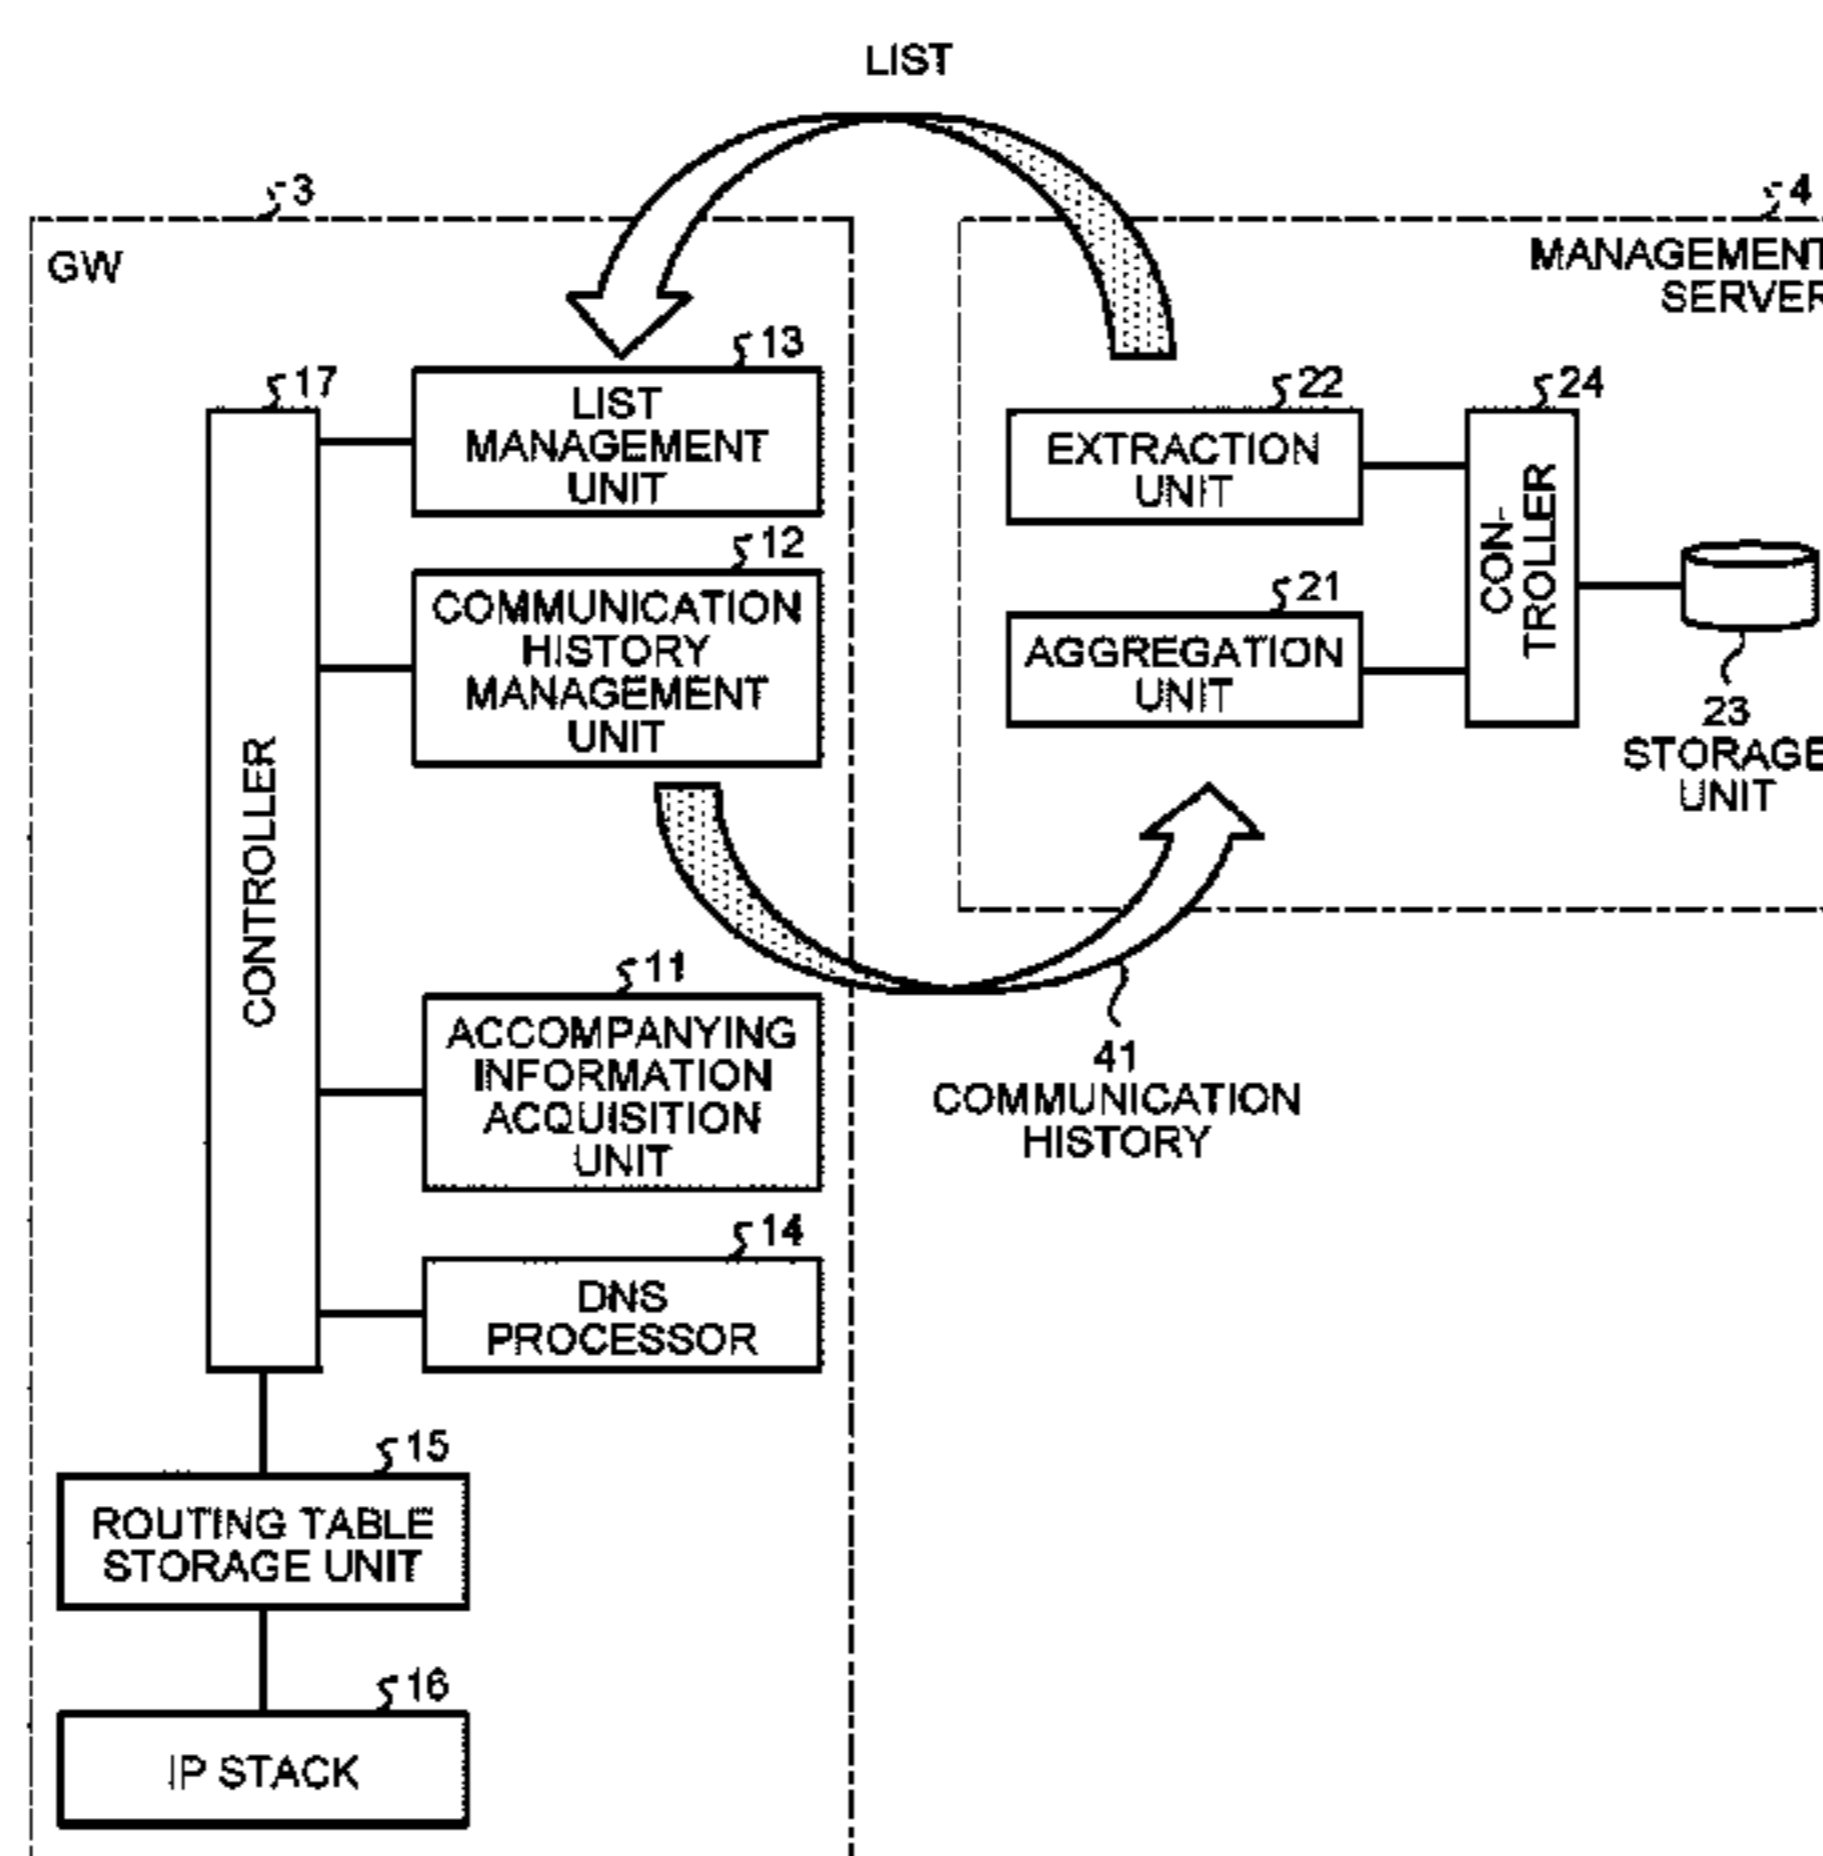 LIST
3
GW
13
LIST
MANAGEMENT
UNIT
17
CONTROLLER
12
COMMUNICATION
HISTORY
MANAGEMENT
UNIT
11
ACCOMPANYING
INFORMATION
ACQUISITION
UNIT
14
DNS
PROCESSOR
15
ROUTING TABLE
STORAGE UNIT
16
IP STACK
4
MANAGEMENT
SERVER
22
EXTRACTION
UNIT
24
CON-
TROLLER
21
AGGREGATION
UNIT
23
STORAGE
UNIT
41
COMMUNICATION
HISTORY